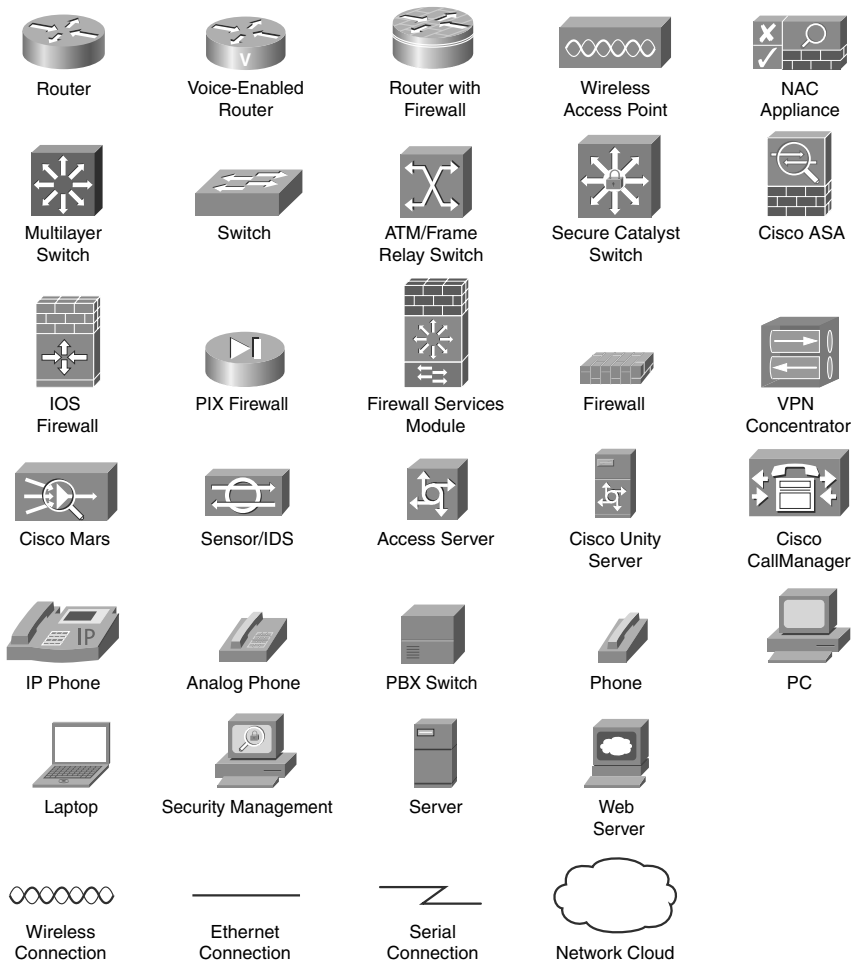 V
Router
Voice-Enabled
Router
Router with
Firewall
Wireless
Access Point
NAC
Appliance
Multilayer
Switch
Switch
ATM/Frame
Relay Switch
Secure Catalyst
Switch
Cisco ASA
IOS
Firewall
PIX Firewall
Firewall Services
Module
Firewall
VPN
Concentrator
Cisco Mars
Sensor/IDS
Access Server
Cisco Unity
Server
Cisco
CallManager
IP
IP Phone
Analog Phone
PBX Switch
Phone
PC
Laptop
Security Management
Server
Web
Server
Wireless
Connection
Ethernet
Connection
Serial
Connection
Network Cloud